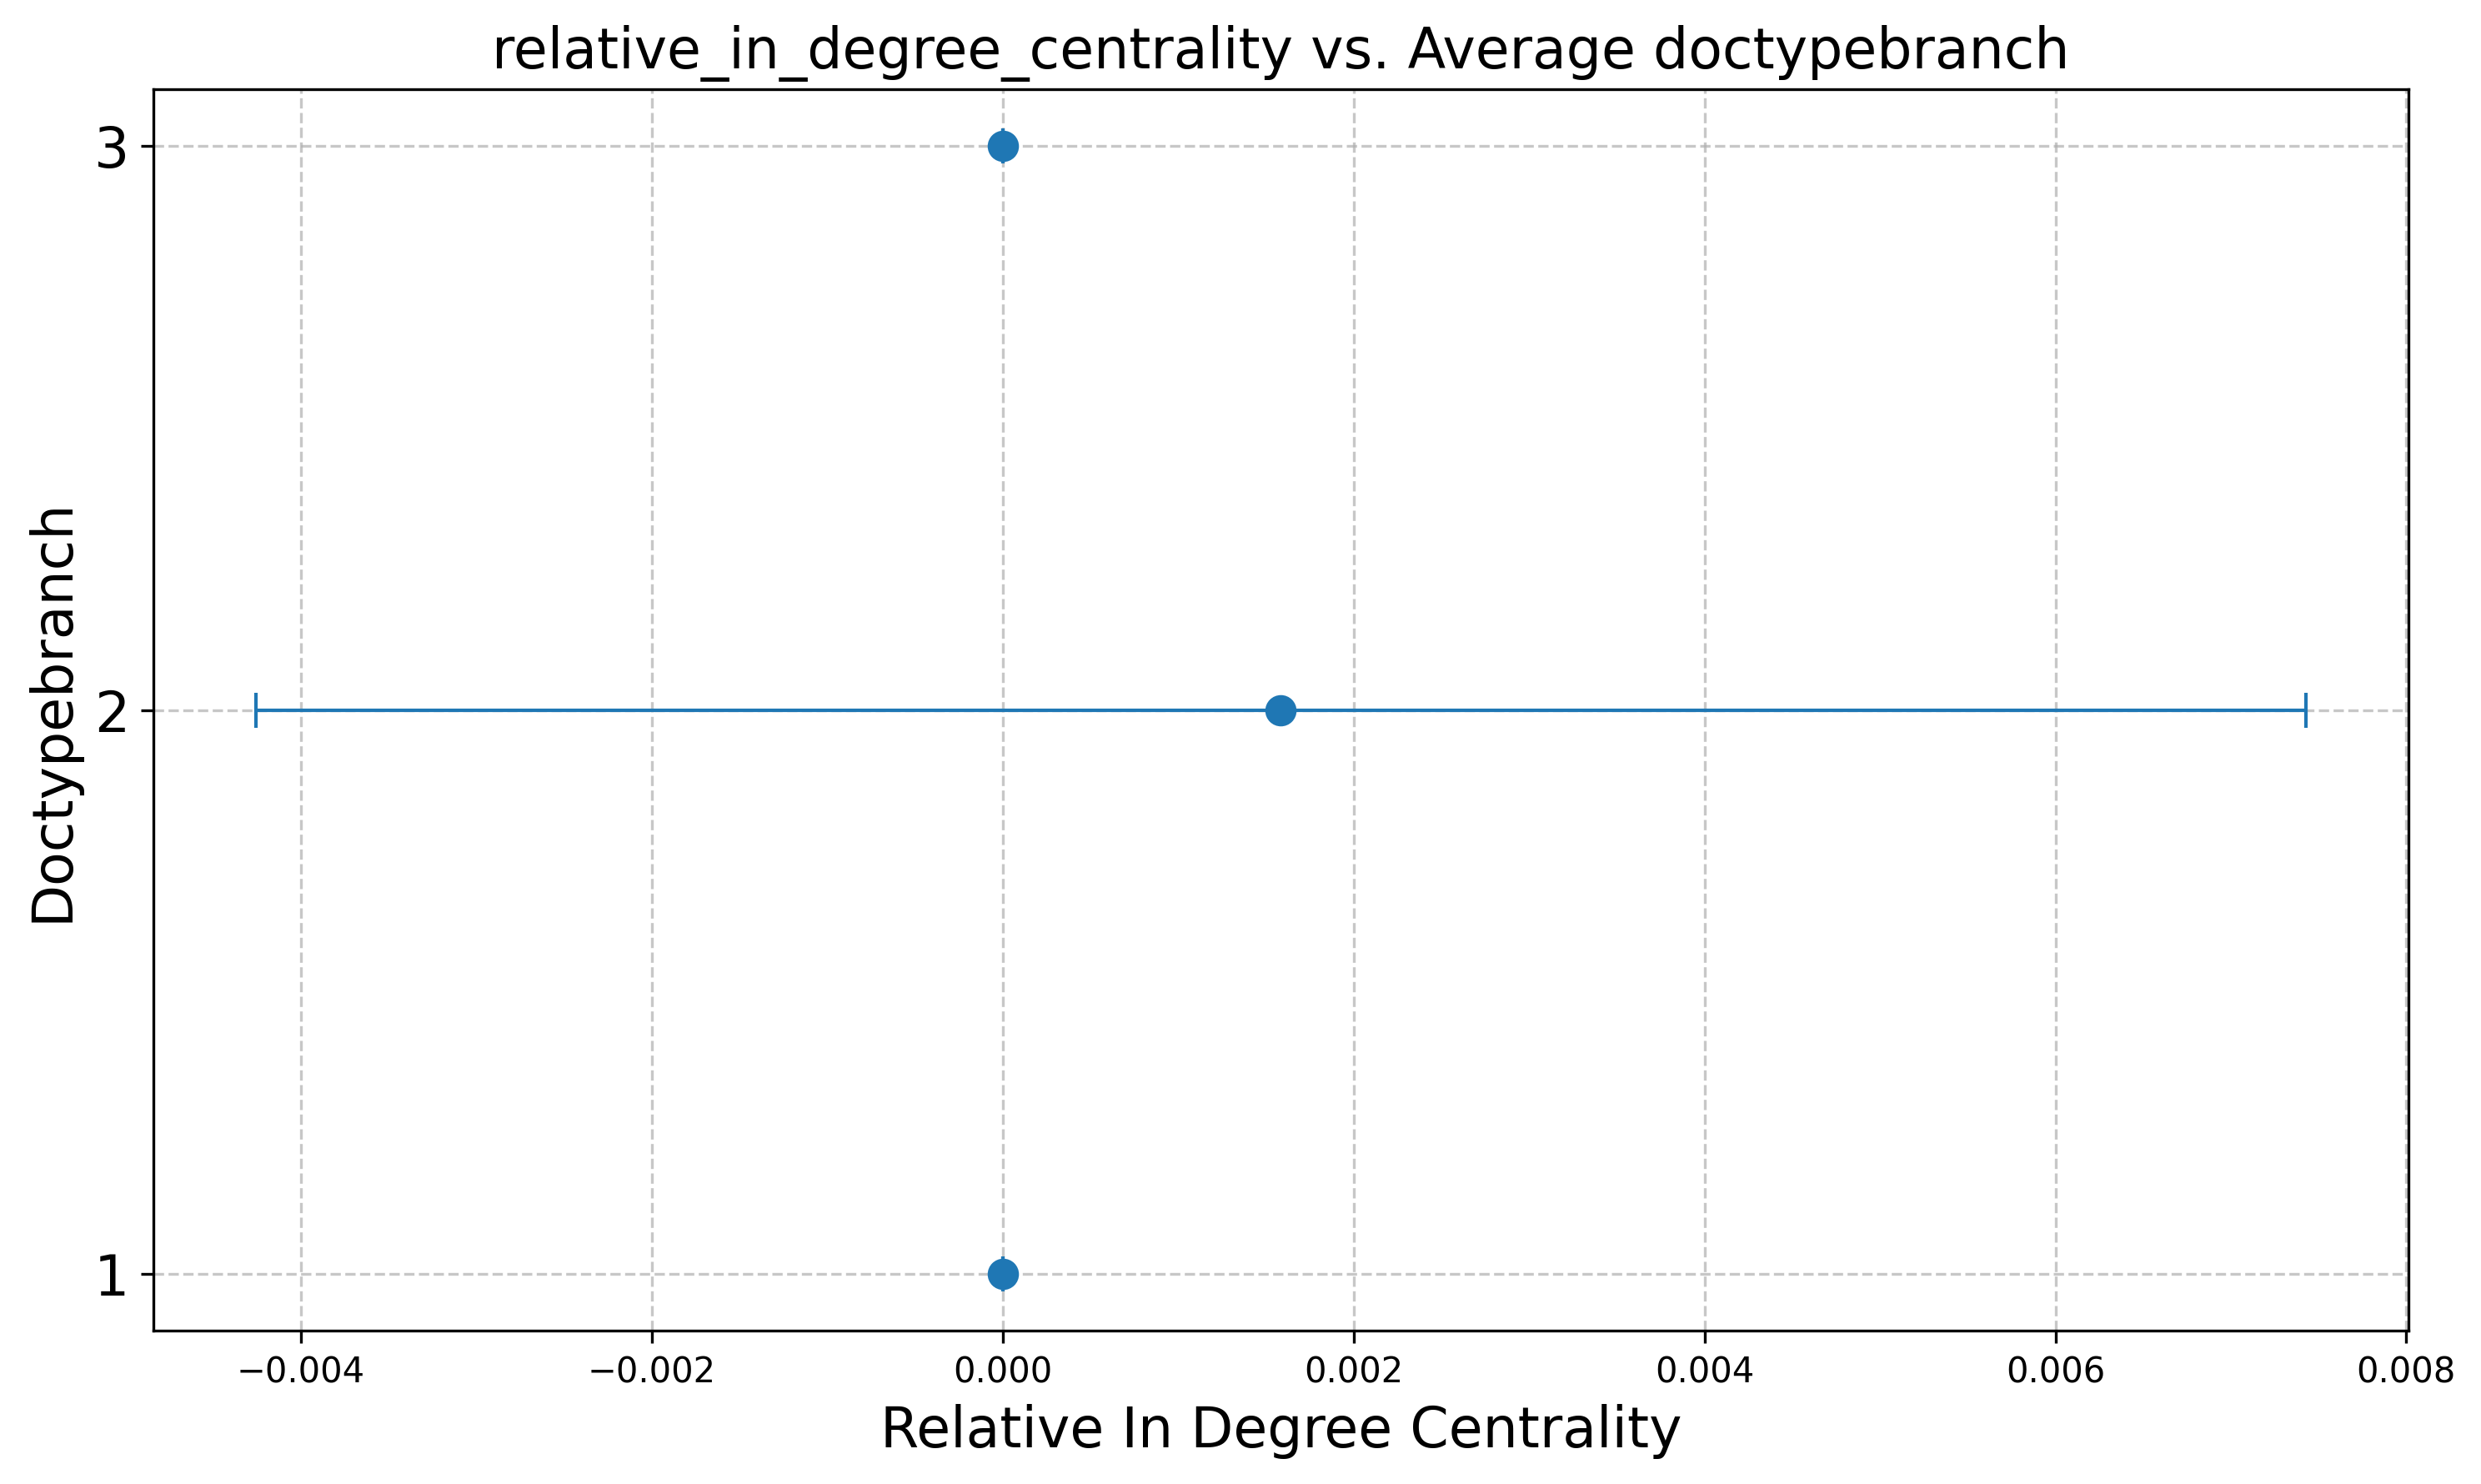 relative_in_degree_centrality vs. Average doctypebranch
3
2
1
Doctypebranch
−0.004 −0.002 0.000 0.002 0.004 0.006 0.008
Relative In Degree Centrality